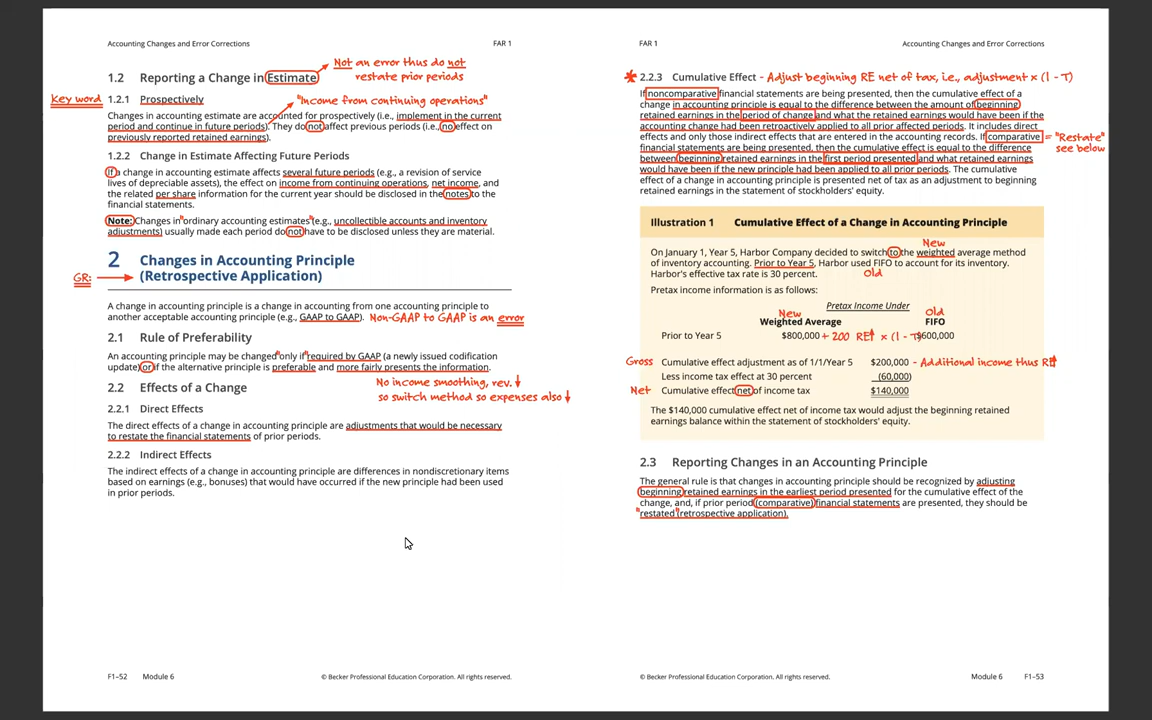 Accounting Changes and Error Corrections FAR 1
1.2 Reporting a Change in Estimate
Not an error thus do not
restate prior periods
Key word
1.2.1 Prospectively
"Income from continuing operations"
Changes in accounting estimate are accounted for prospectively (i.e., implement in the current
period and continue in future periods). They do not affect previous periods (i.e., no effect on
previously reported retained earnings).
1.2.2 Change in Estimate Affecting Future Periods
If a change in accounting estimate affects several future periods (e.g., a revision of service
lives of depreciable assets), the effect on income from continuing operations, net income, and
the related per share information for the current year should be disclosed in the notes to the
financial statements.
Note: Changes in "ordinary accounting estimates" (e.g., uncollectible accounts and inventory
adjustments) usually made each period do not have to be disclosed unless they are material.
GR:
2 Changes in Accounting Principle
(Retrospective Application)
A change in accounting principle is a change in accounting from one accounting principle to
another acceptable accounting principle (e.g., GAAP to GAAP). Non-GAAP to GAAP is an error
2.1 Rule of Preferability
An accounting principle may be changed "only if" required by GAAP (a newly issued codification
update) or if the alternative principle is preferable and more fairly presents the information.
No income smoothing, rev. ↓
so switch method so expenses also ↓
2.2 Effects of a Change
2.2.1 Direct Effects
The direct effects of a change in accounting principle are adjustments that would be necessary
to restate the financial statements of prior periods.
2.2.2 Indirect Effects
The indirect effects of a change in accounting principle are differences in nondiscretionary items
based on earnings (e.g., bonuses) that would have occurred if the new principle had been used
in prior periods.
F1-52 Module 6 © Becker Professional Education Corporation. All rights reserved.
FAR 1 Accounting Changes and Error Corrections
* 2.2.3 Cumulative Effect - Adjust beginning RE net of tax, i.e., adjustment x (1 - T)
If noncomparative financial statements are being presented, then the cumulative effect of a
change in accounting principle is equal to the difference between the amount of beginning
retained earnings in the period of change and what the retained earnings would have been if the
accounting change had been retroactively applied to all prior affected periods. It includes direct
effects and only those indirect effects that are entered in the accounting records. If comparative = "Restate"
financial statements are being presented, then the cumulative effect is equal to the difference see below
between beginning retained earnings in the first period presented and what retained earnings
would have been if the new principle had been applied to all prior periods. The cumulative
effect of a change in accounting principle is presented net of tax as an adjustment to beginning
retained earnings in the statement of stockholders' equity.
Illustration 1 Cumulative Effect of a Change in Accounting Principle
New
On January 1, Year 5, Harbor Company decided to switch to the weighted average method
of inventory accounting. Prior to Year 5, Harbor used FIFO to account for its inventory.
Harbor's effective tax rate is 30 percent.
Old
Pretax income information is as follows:
Pretax Income Under
New Old
Weighted Average FIFO
Prior to Year 5 $800,000 + 200 RE↑ x (1 - T) $600,000
Gross Cumulative effect adjustment as of 1/1/Year 5 $200,000 - Additional income thus RE↑
Less income tax effect at 30 percent (60,000)
Net Cumulative effect net of income tax $140,000
The $140,000 cumulative effect net of income tax would adjust the beginning retained
earnings balance within the statement of stockholders' equity.
2.3 Reporting Changes in an Accounting Principle
The general rule is that changes in accounting principle should be recognized by adjusting
beginning retained earnings in the earliest period presented for the cumulative effect of the
change, and, if prior period (comparative) financial statements are presented, they should be
"restated" (retrospective application).
© Becker Professional Education Corporation. All rights reserved. Module 6 F1-53